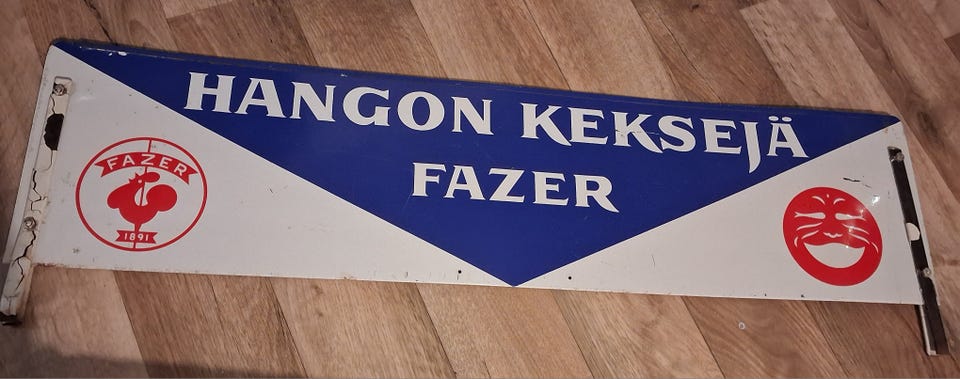 HANGON KEKSEJÄ
FAZER
FAZER
1891